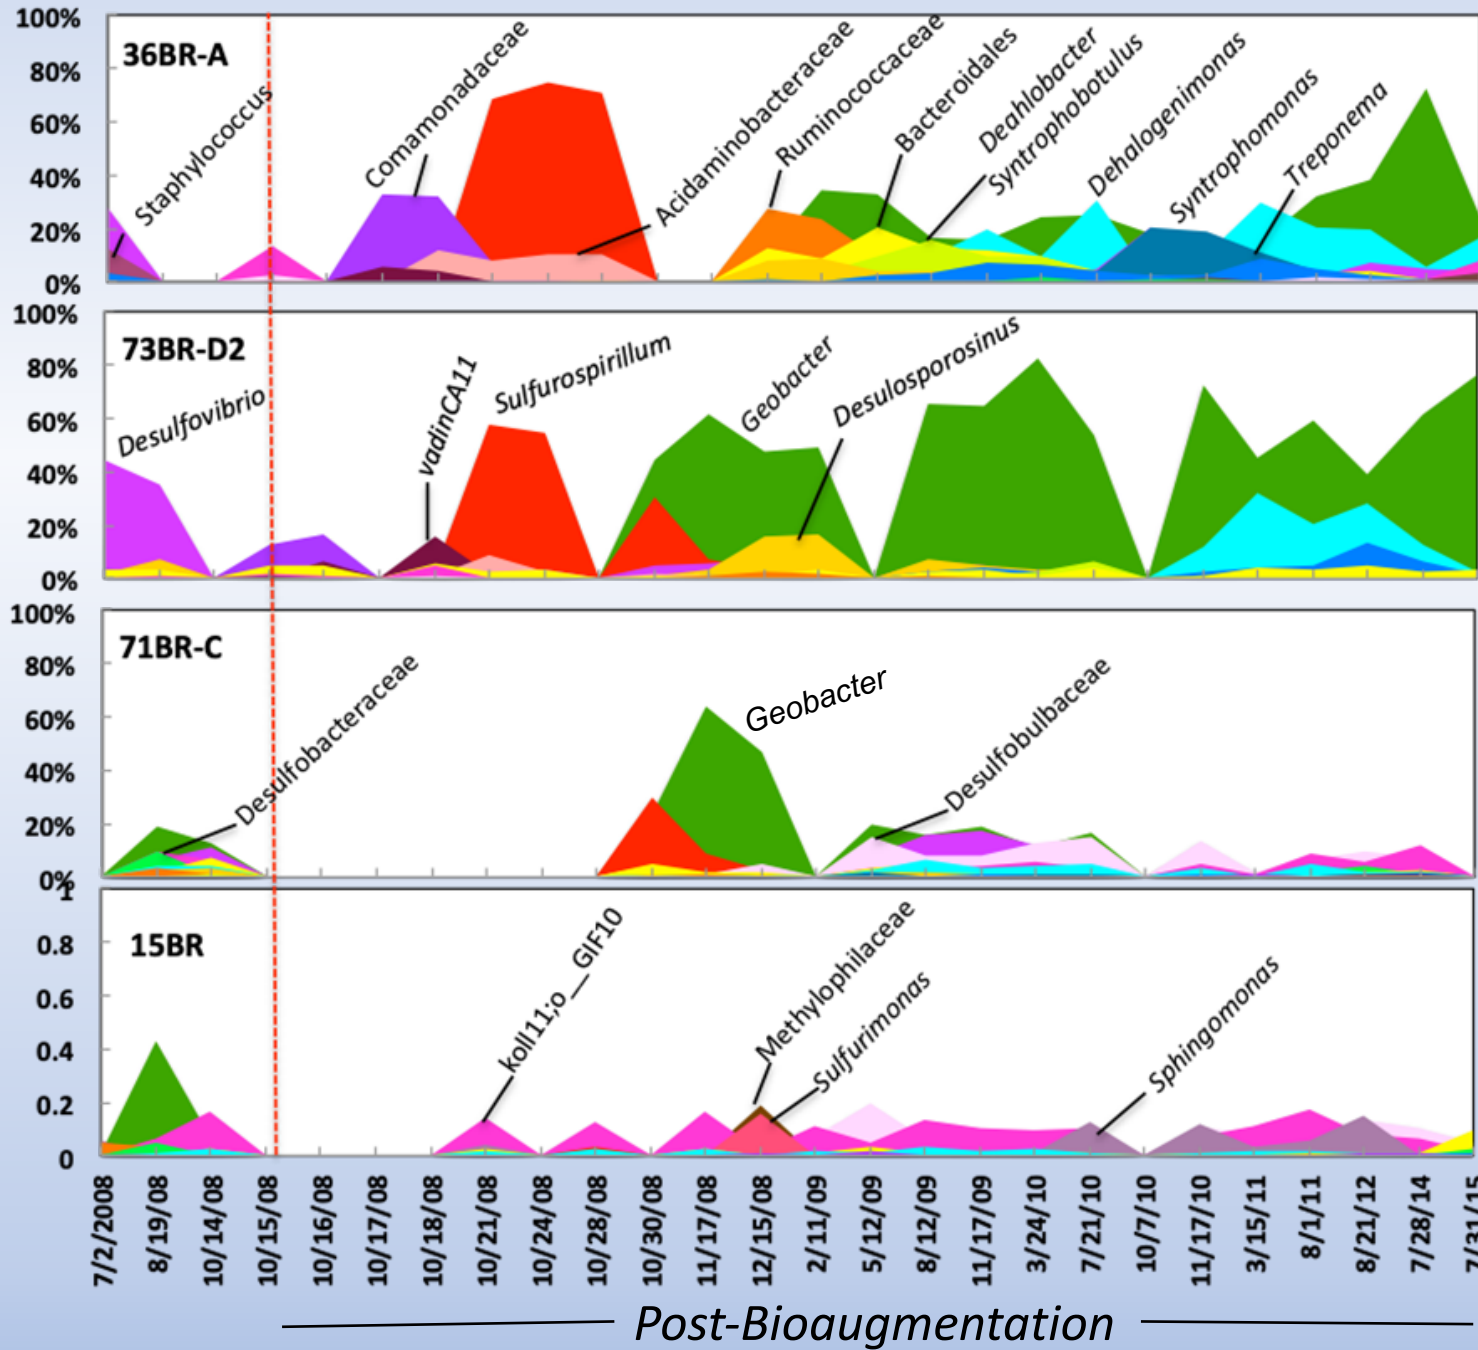 100%
80%
60%
40%
20%
0%
36BR-A
Staphylococcus
Comamonadaceae
Acidaminobacteraceae
Ruminococcaceae
Bacteroidales
Deahlobacter
Syntrophobotulus
Dehalogenimonas
Syntrophomonas
Treponema
100%
80%
60%
40%
20%
0%
73BR-D2
Desulfovibrio
vadinCA11
Sulfurospirillum
Geobacter
Desulosporosinus
100%
80%
60%
40%
20%
0%
71BR-C
Desulfobacteraceae
Geobacter
Desulfobulbaceae
1
0.8
0.6
0.4
0.2
0
15BR
koll11;o__GIF10
Methylophilaceae
Sulfurimonas
Sphingomonas
7/2/2008
8/19/08
10/14/08
10/15/08
10/16/08
10/17/08
10/18/08
10/21/08
10/24/08
10/28/08
10/30/08
11/17/08
12/15/08
2/11/09
5/12/09
8/12/09
11/17/09
3/24/10
7/21/10
10/7/10
11/17/10
3/15/11
8/1/11
8/21/12
7/28/14
7/31/15
Post-Bioaugmentation